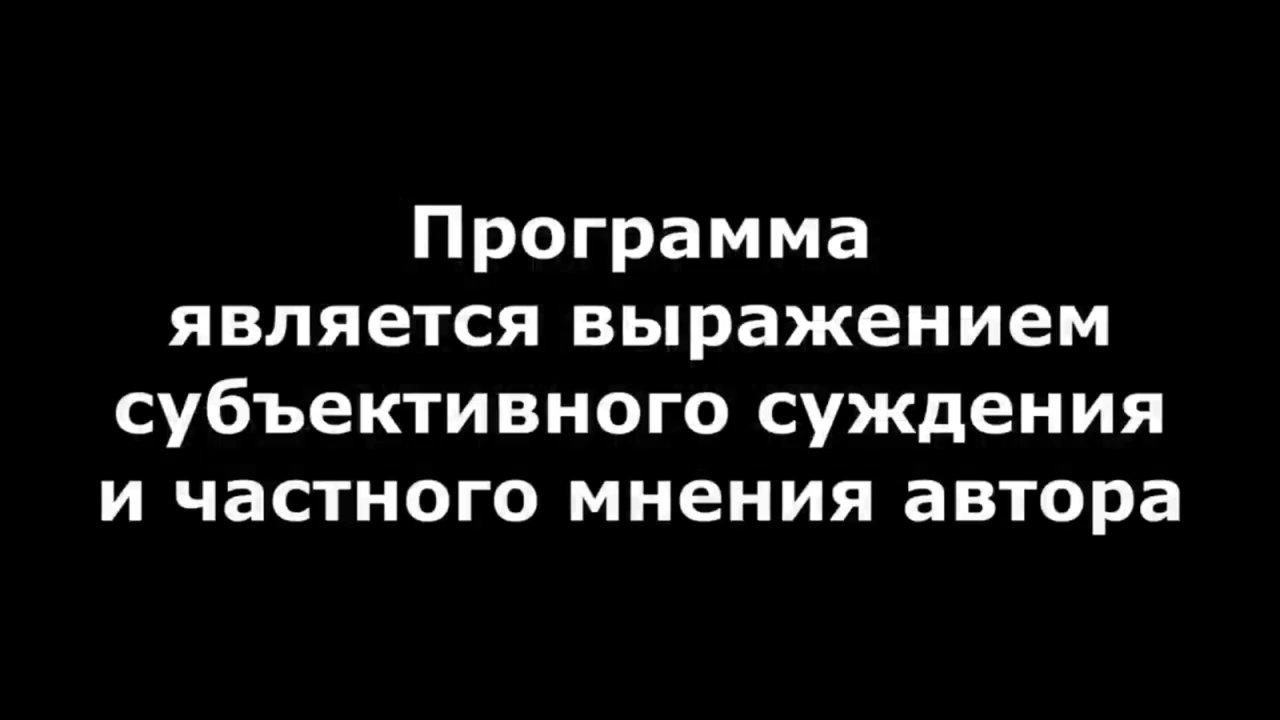 Программа
является выражением
субъективного суждения
и частного мнения автора